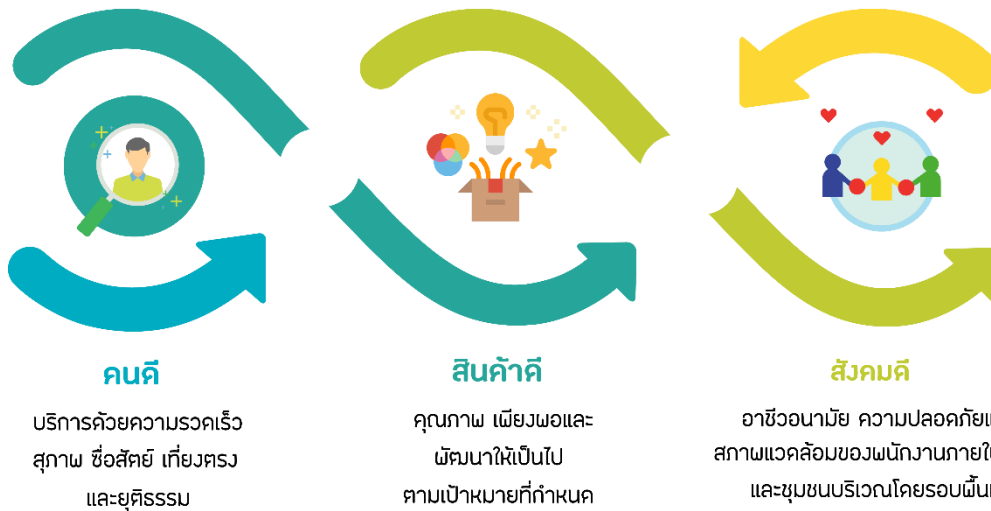 คนดี
บริการด้วยความรวดเร็ว
สุภาพ ซื่อสัตย์ เที่ยงตรง
และยุติธรรม
สินค้าดี
คุณภาพ เพียงพอและ
พัฒนาให้เป็นไป
ตามเป้าหมายที่กำหนด
สังคมดี
อาชีวอนามัย ความปลอดภัย
สภาพแวดล้อมของพนักงานภายใ
และชุมชนบริเวณโดยรอบพื้น